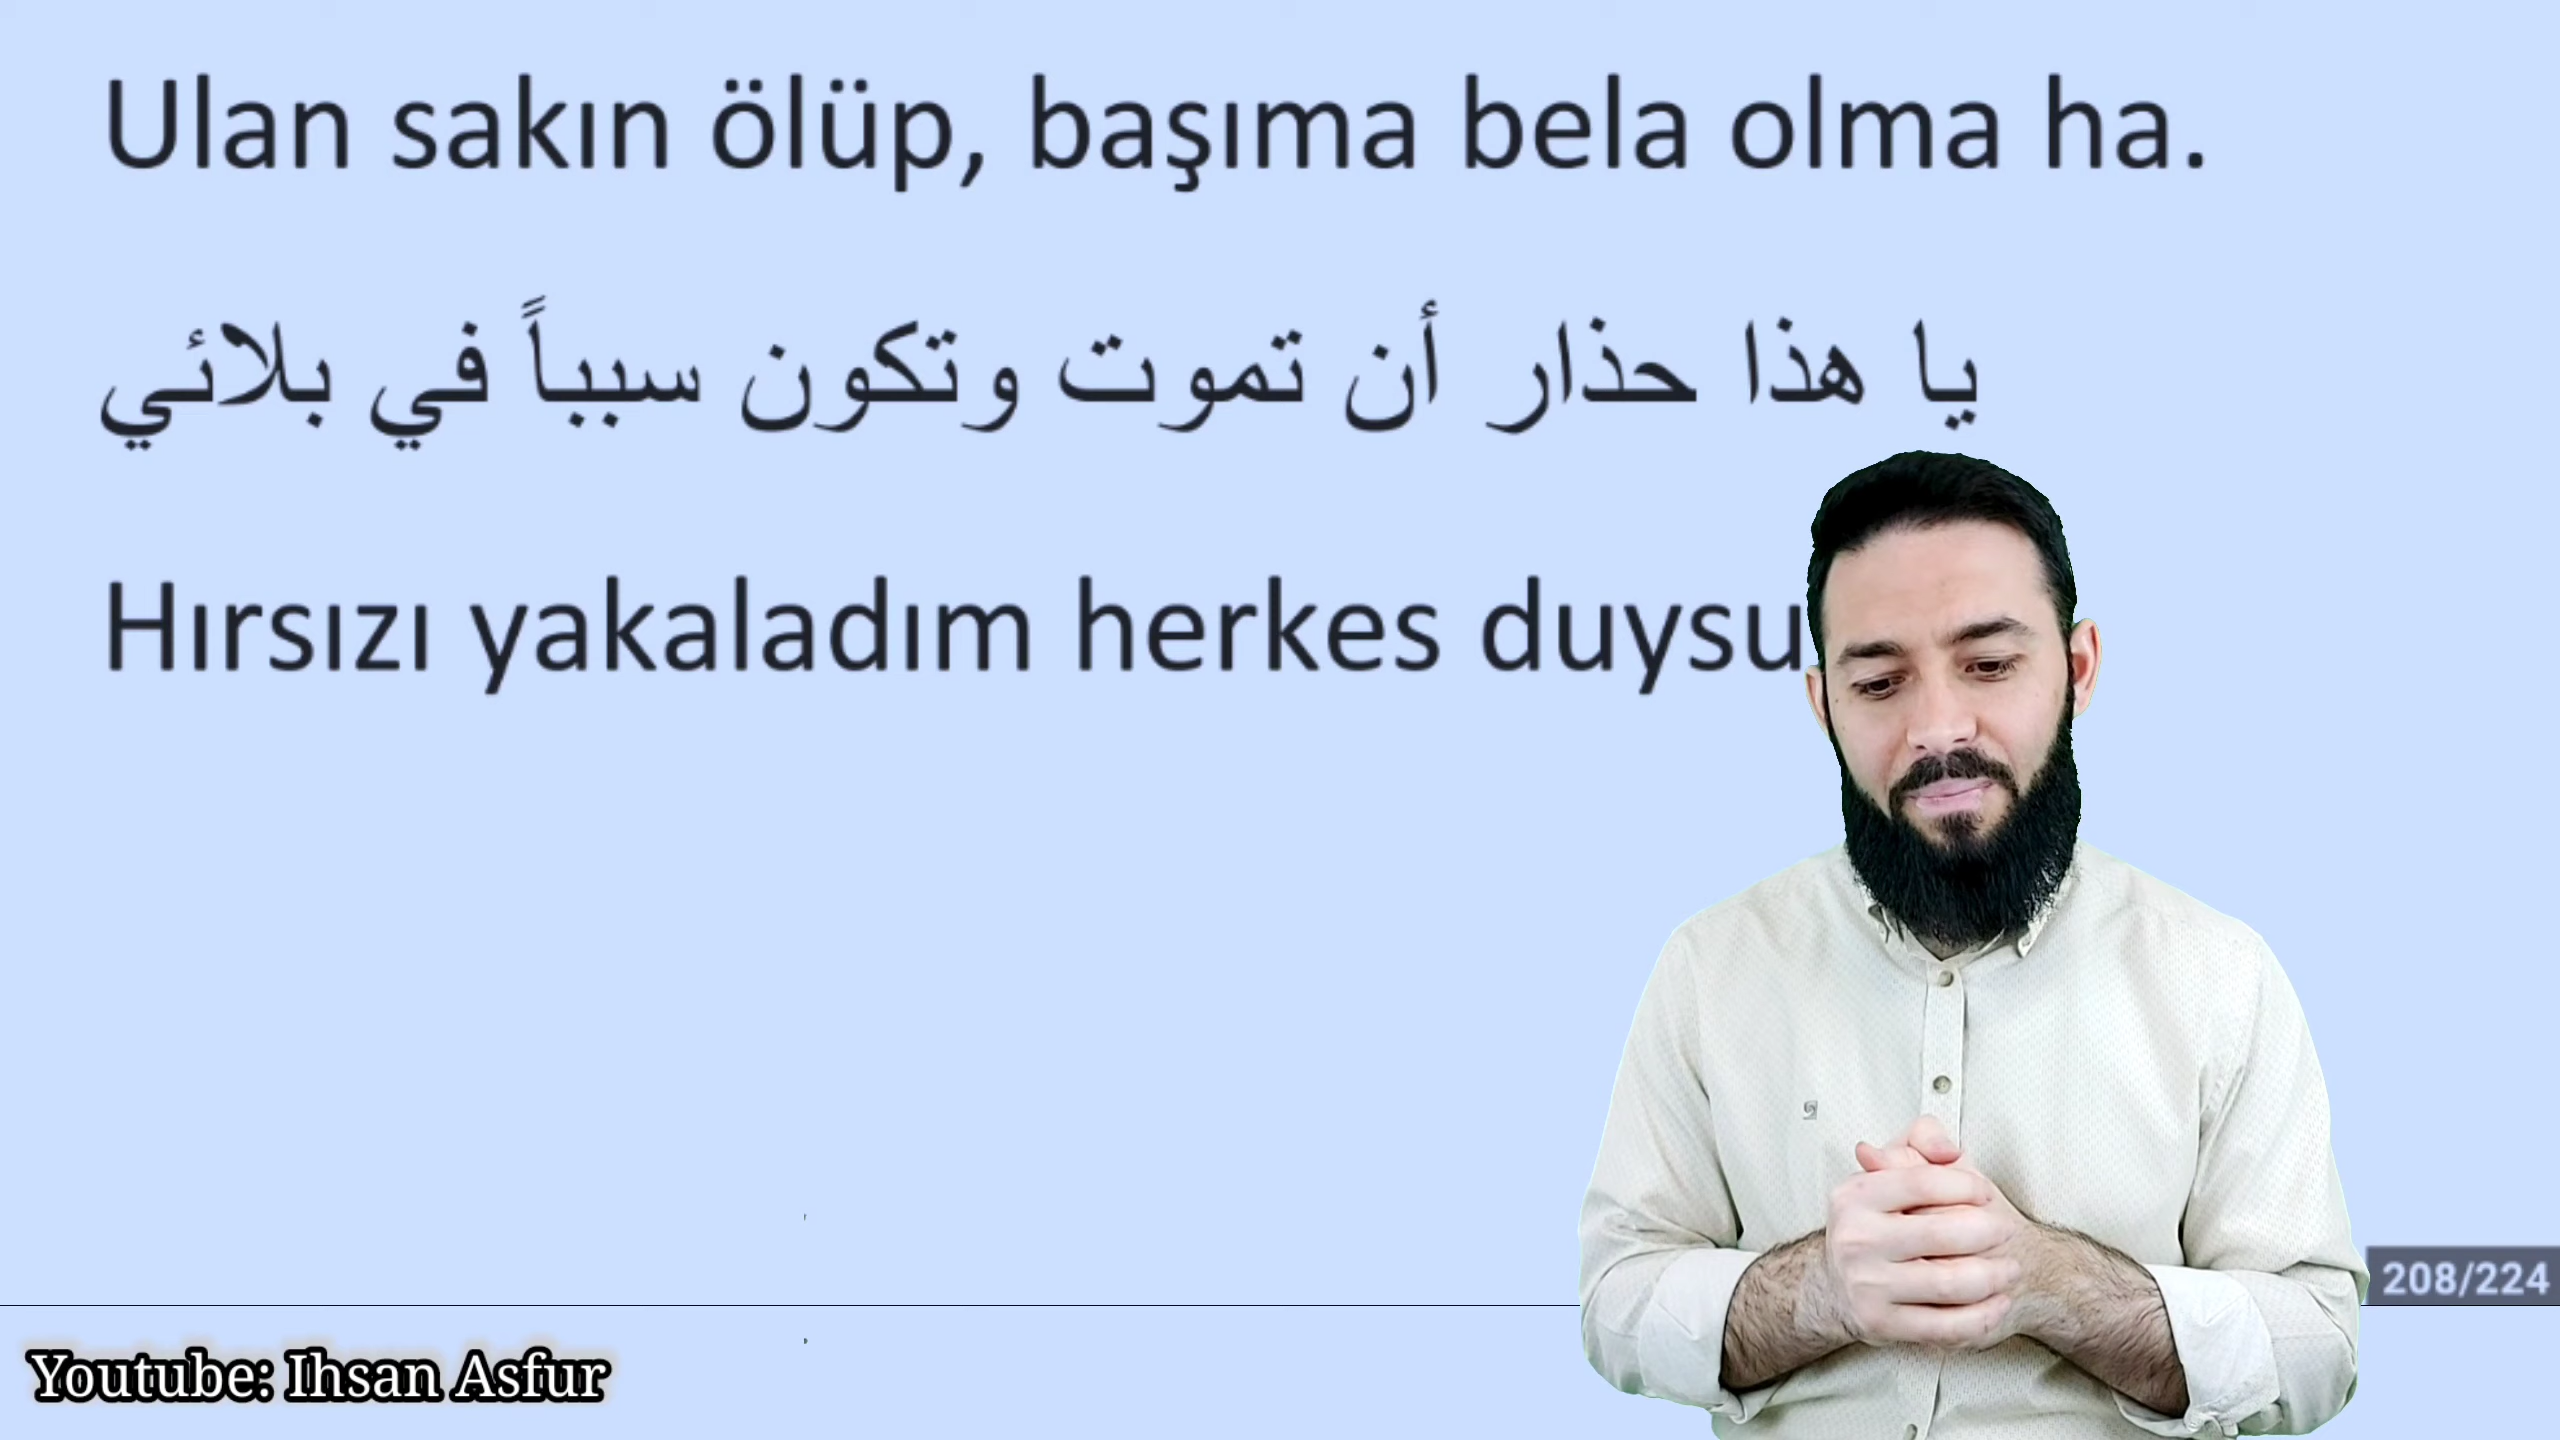 Ulan sakın ölüp, başıma bela olma ha.
يا هذا حذار أن تموت وتكون سبباً في بلائي
Hırsızı yakaladım herkes
208/224
Youtube: Ihsan Asfur